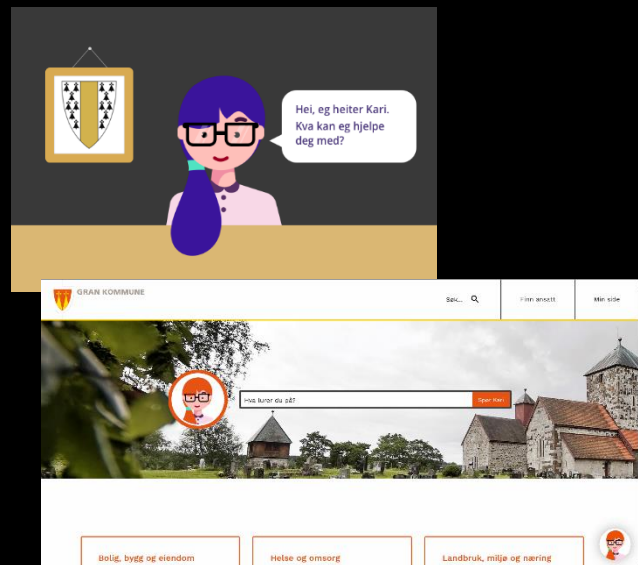 Hei, eg heiter Kari.
Kva kan eg hjelpe
deg med?
GRAN KOMMUNE
Søk...
Finn ansatt
Min side
Hva lurer du på?
Spør Kari
Bolig, bygg og eiendom
Helse og omsorg
Landbruk, miljø og næring